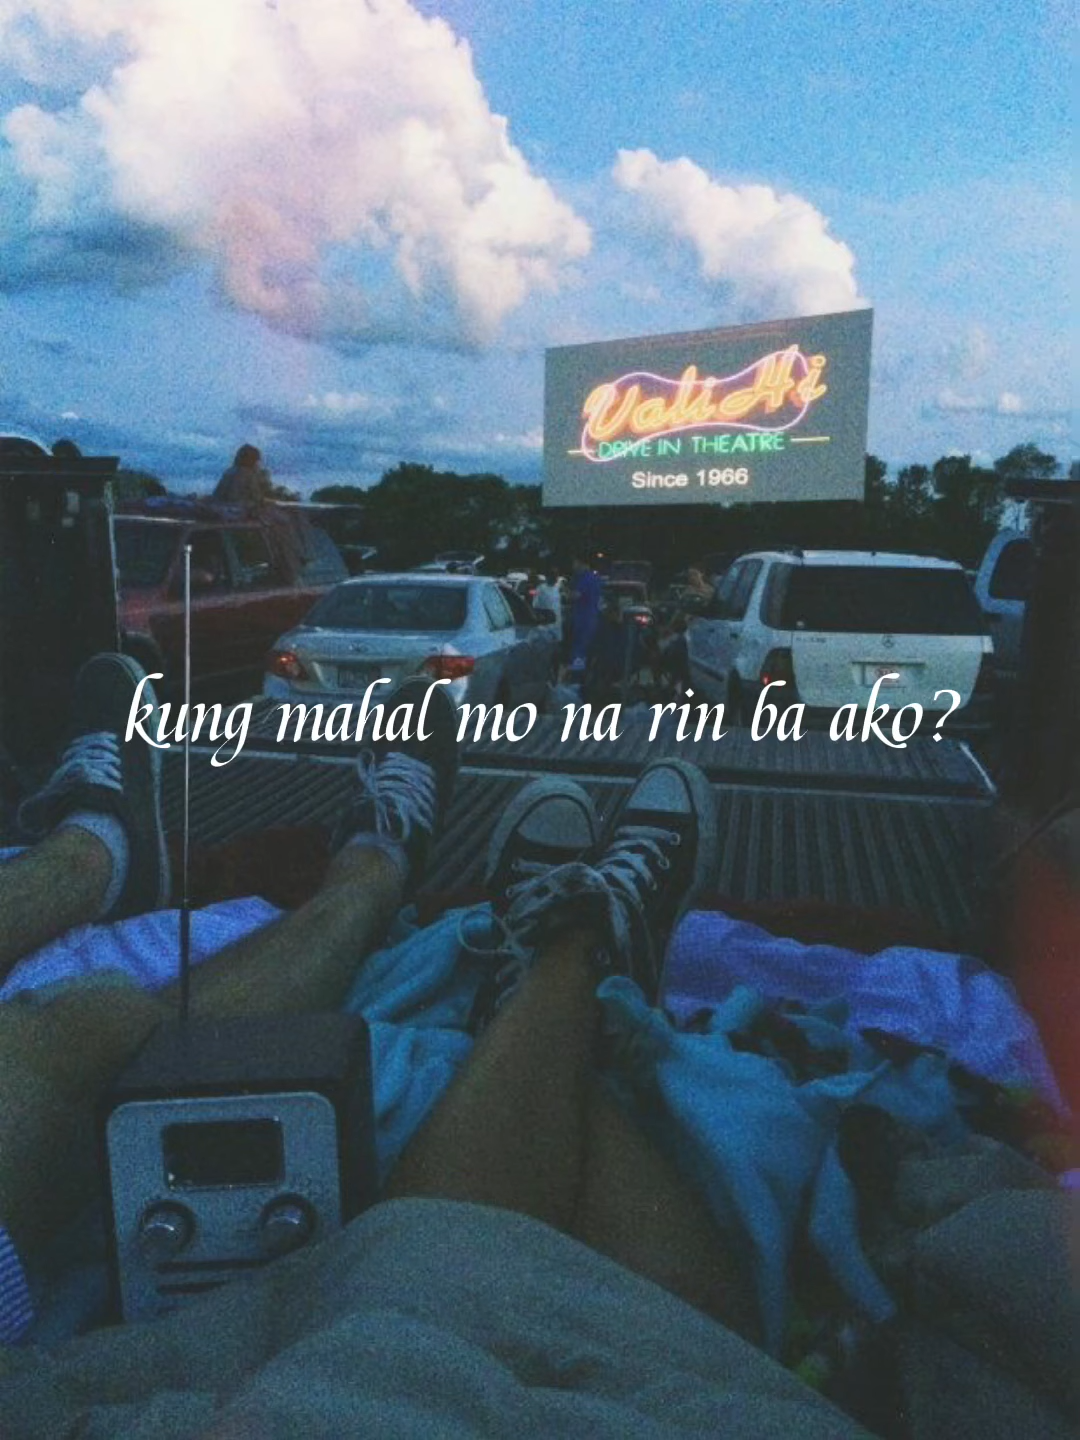 Vali Hi
DRIVE IN THEATRE
Since 1966
kung mahal mo na rin ba ako?